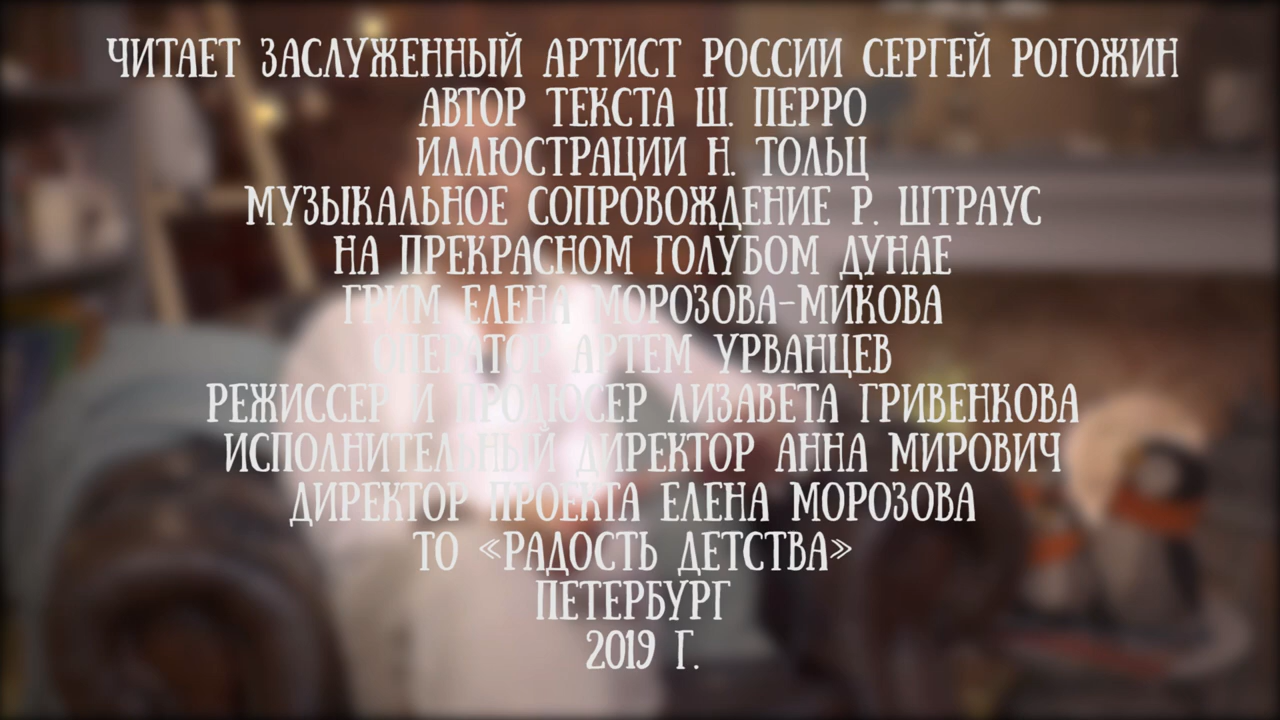 ЧИТАЕТ ЗАСЛУЖЕННЫЙ АРТИСТ РОССИИ СЕРГЕЙ РОГОЖИН
АВТОР ТЕКСТА Ш. ПЕРРО
ИЛЛЮСТРАЦИИ Н. ТОЛЬЦ
МУЗЫКАЛЬНОЕ СОПРОВОЖДЕНИЕ Р. ШТРАУС
НА ПРЕКРАСНОМ ГОЛУБОМ ДУНАЕ
ГРИМ ЕЛЕНА МОРОЗОВА-МИКОВА
ОПЕРАТОР АРТЕМ УРВАНЦЕВ
РЕЖИССЕР И ПРОДЮСЕР ЛИЗАВЕТА ГРИВЕНКОВА
ИСПОЛНИТЕЛЬНЫЙ ДИРЕКТОР АННА МИРОВИЧ
ДИРЕКТОР ПРОЕКТА ЕЛЕНА МОРОЗОВА
ТО «РАДОСТЬ ДЕТСТВА»
ПЕТЕРБУРГ
2019 Г.